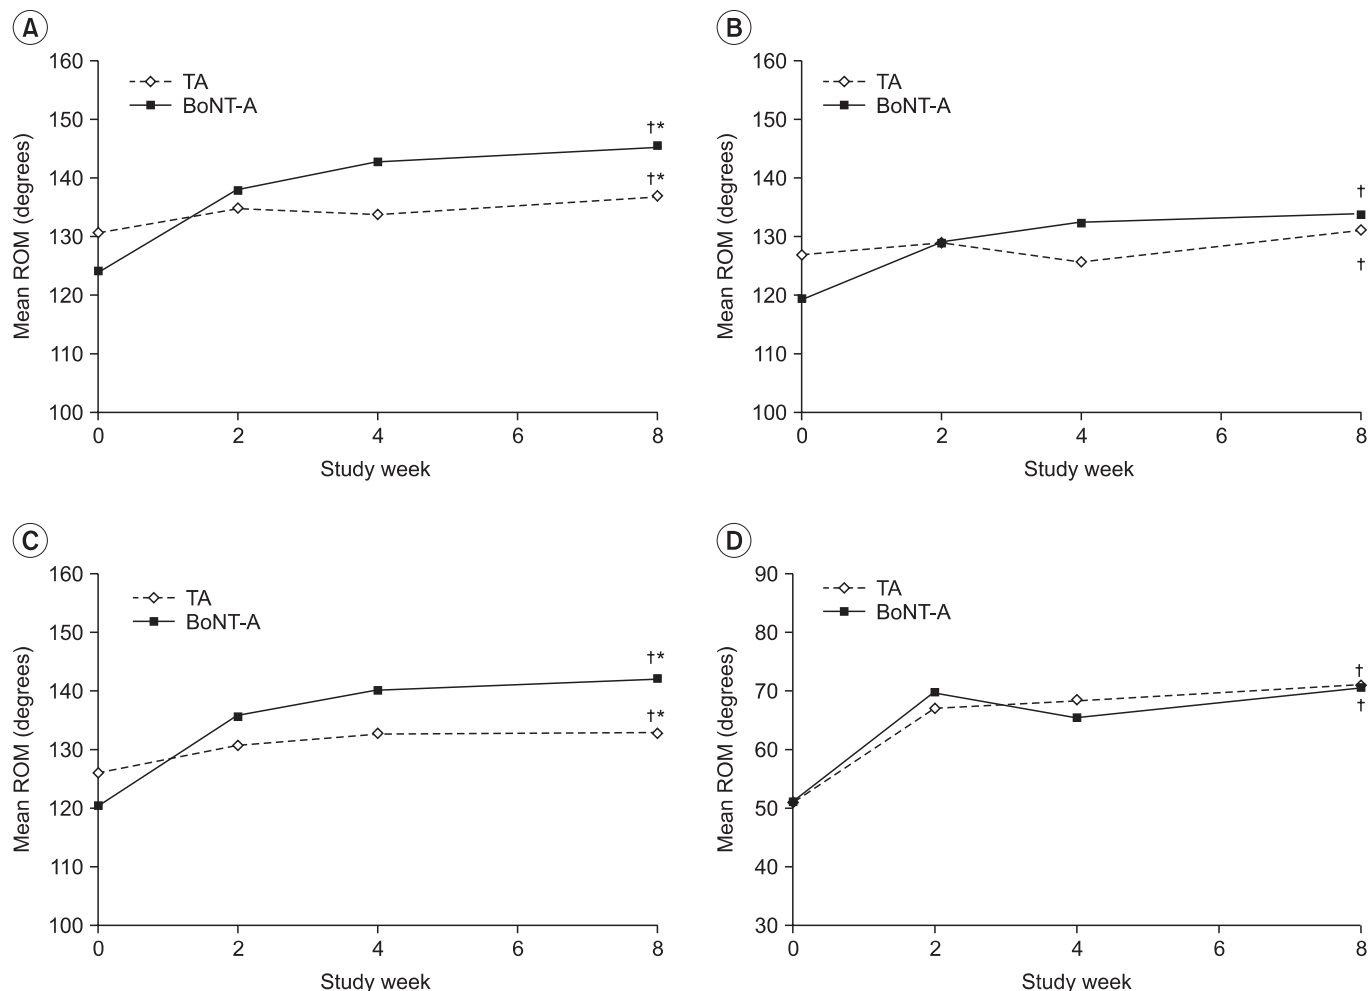 A
160
150
140
130
120
110
100
Mean ROM (degrees)
TA
BoNT-A
†*
†*
0 2 4 6 8
Study week
B
160
150
140
130
120
110
100
Mean ROM (degrees)
TA
BoNT-A
†
†
0 2 4 6 8
Study week
C
160
150
140
130
120
110
100
Mean ROM (degrees)
TA
BoNT-A
†*
†*
0 2 4 6 8
Study week
D
90
80
70
60
50
40
30
Mean ROM (degrees)
TA
BoNT-A
†
†
0 2 4 6 8
Study week